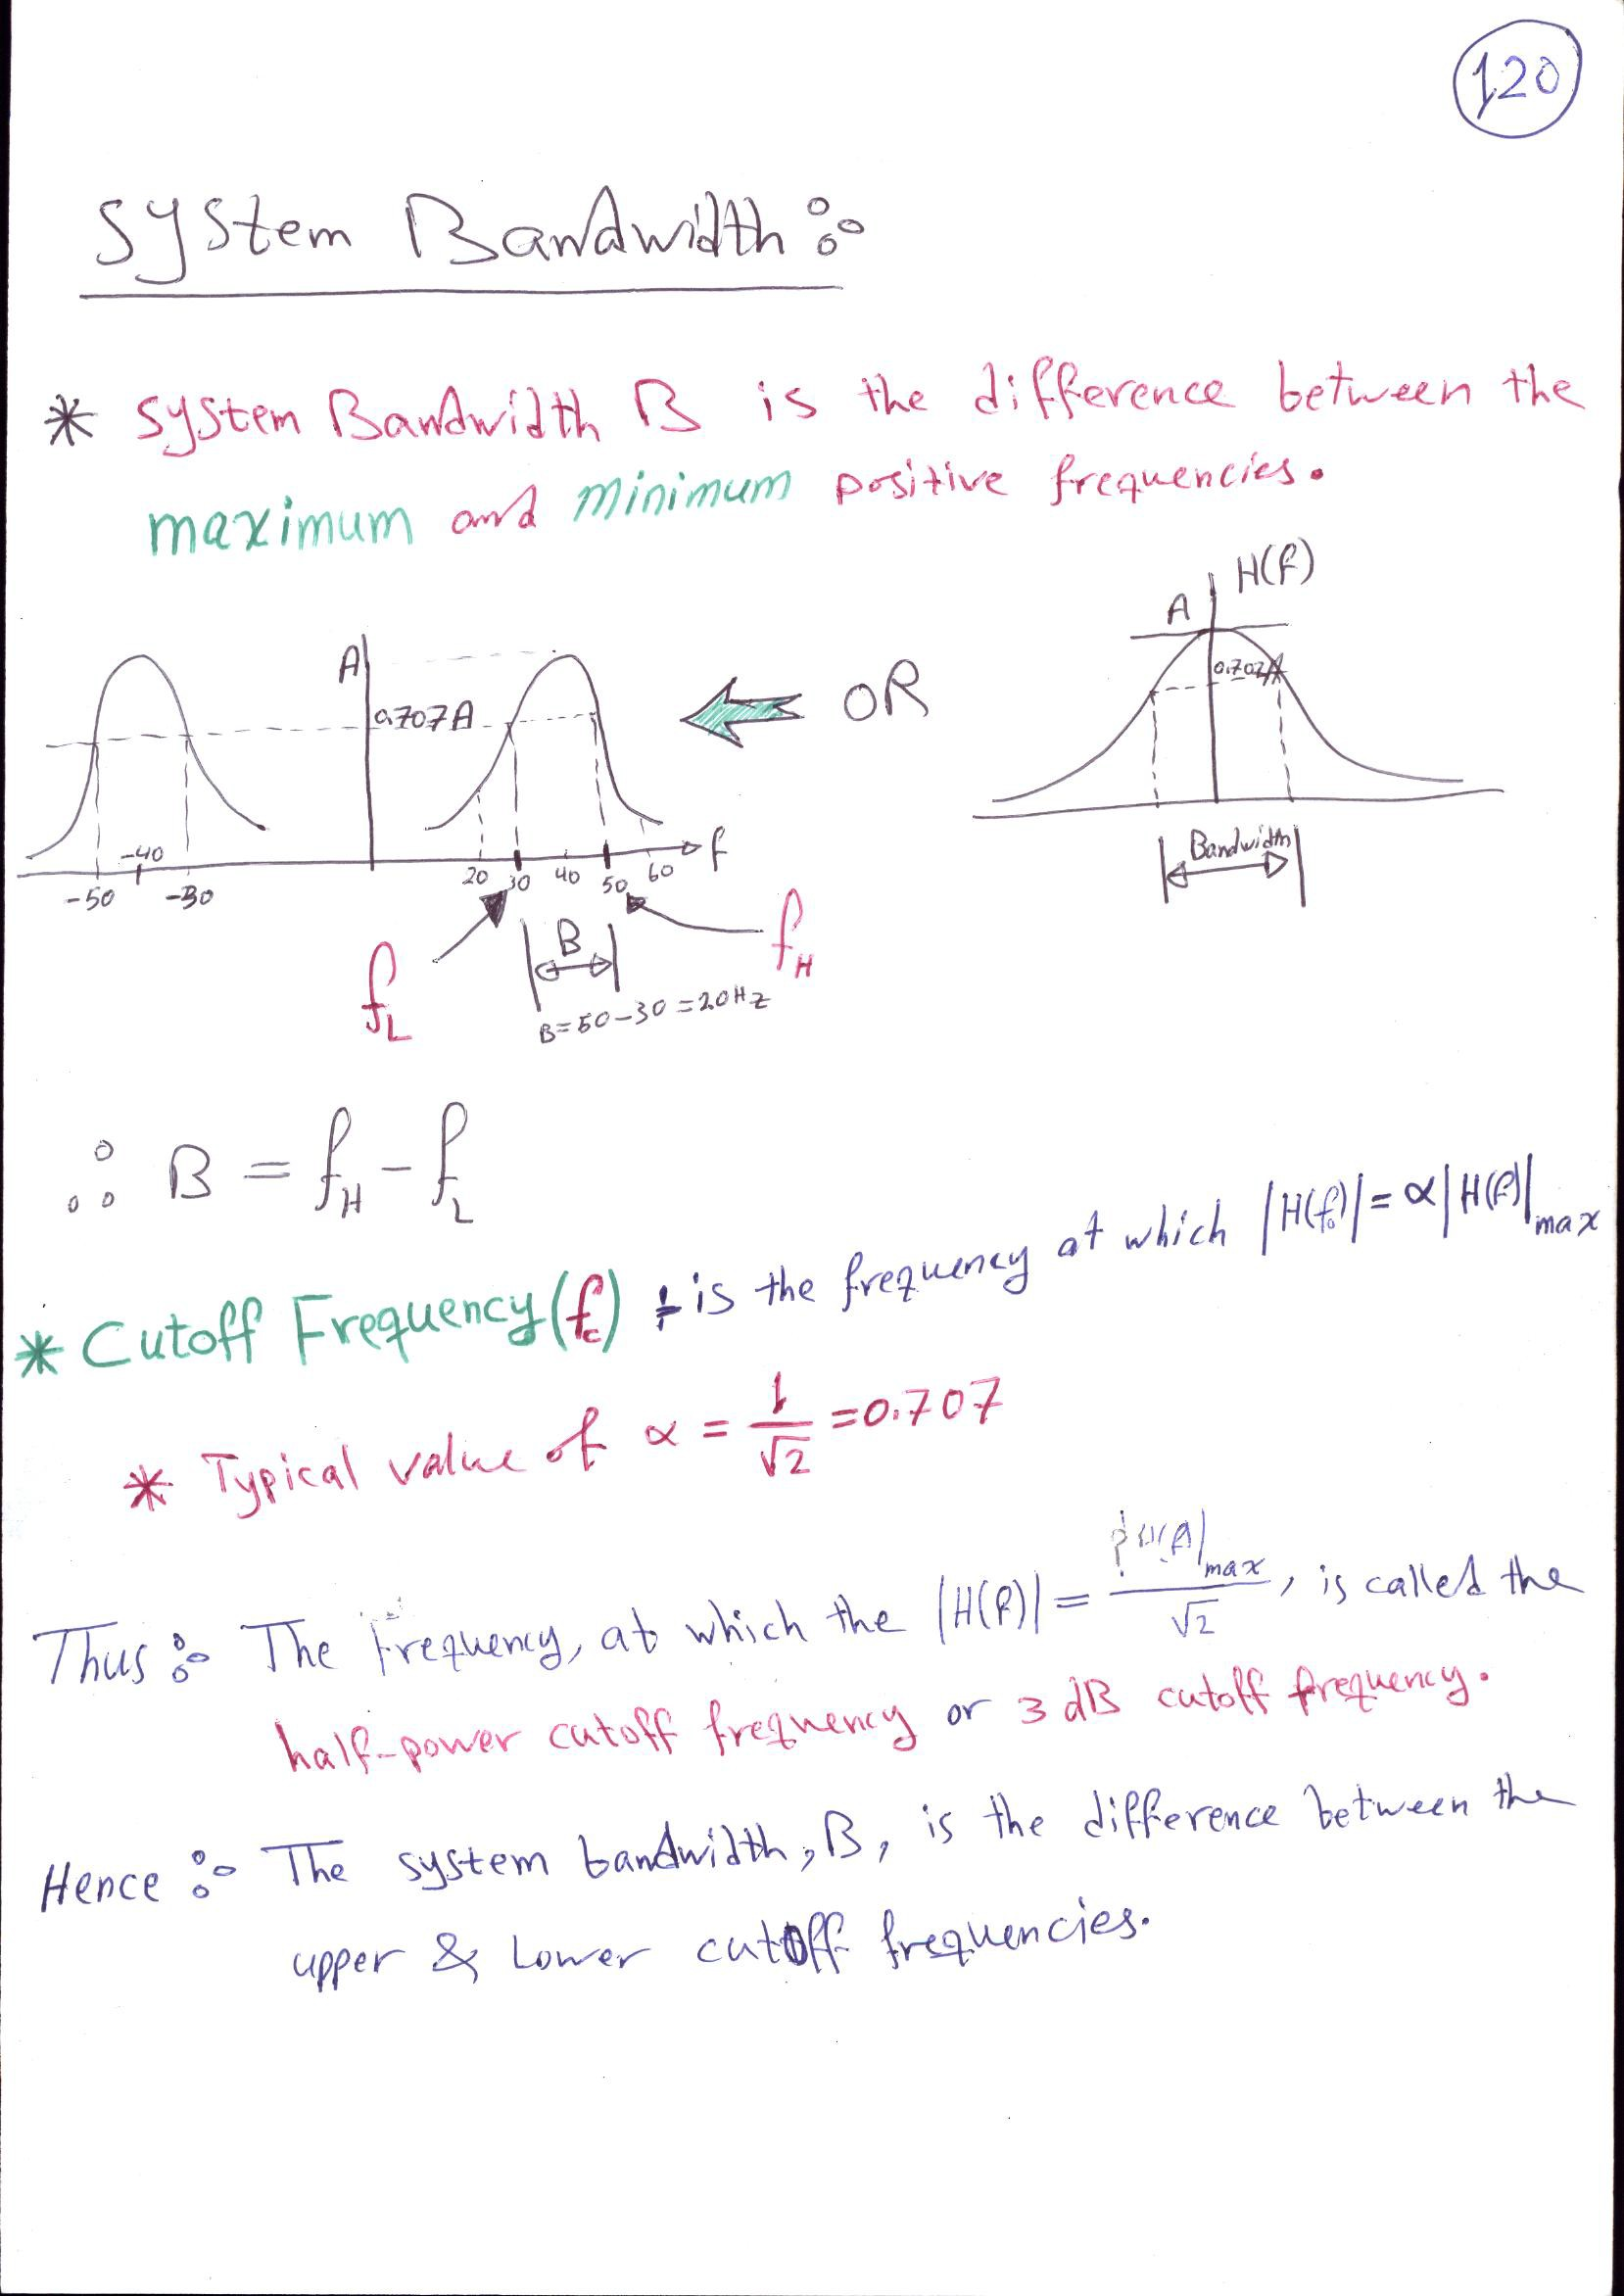 120
System Bandwidth :-
* System Bandwidth B is the difference between the
maximum and minimum positive frequencies.
A
0.707A
-50
-40
-30
20
30
40
50
60
f
OR
H(f)
A
0.707A
Bandwidth
f_L
B
f_H
B=50-30=20Hz
∴ B = f_H - f_L
* Cutoff Frequency (f_c) :- is the frequency at which |H(f_0)| = α|H(f)|_max
* Typical value of α = 1/√2 = 0.707
Thus :- The Frequency, at which the |H(f)| = |H(f)|_max/√2, is called the
half-power cutoff frequency or 3 dB cutoff frequency.
Hence :- The system bandwidth, B, is the difference between the
upper & Lower cutoff frequencies.